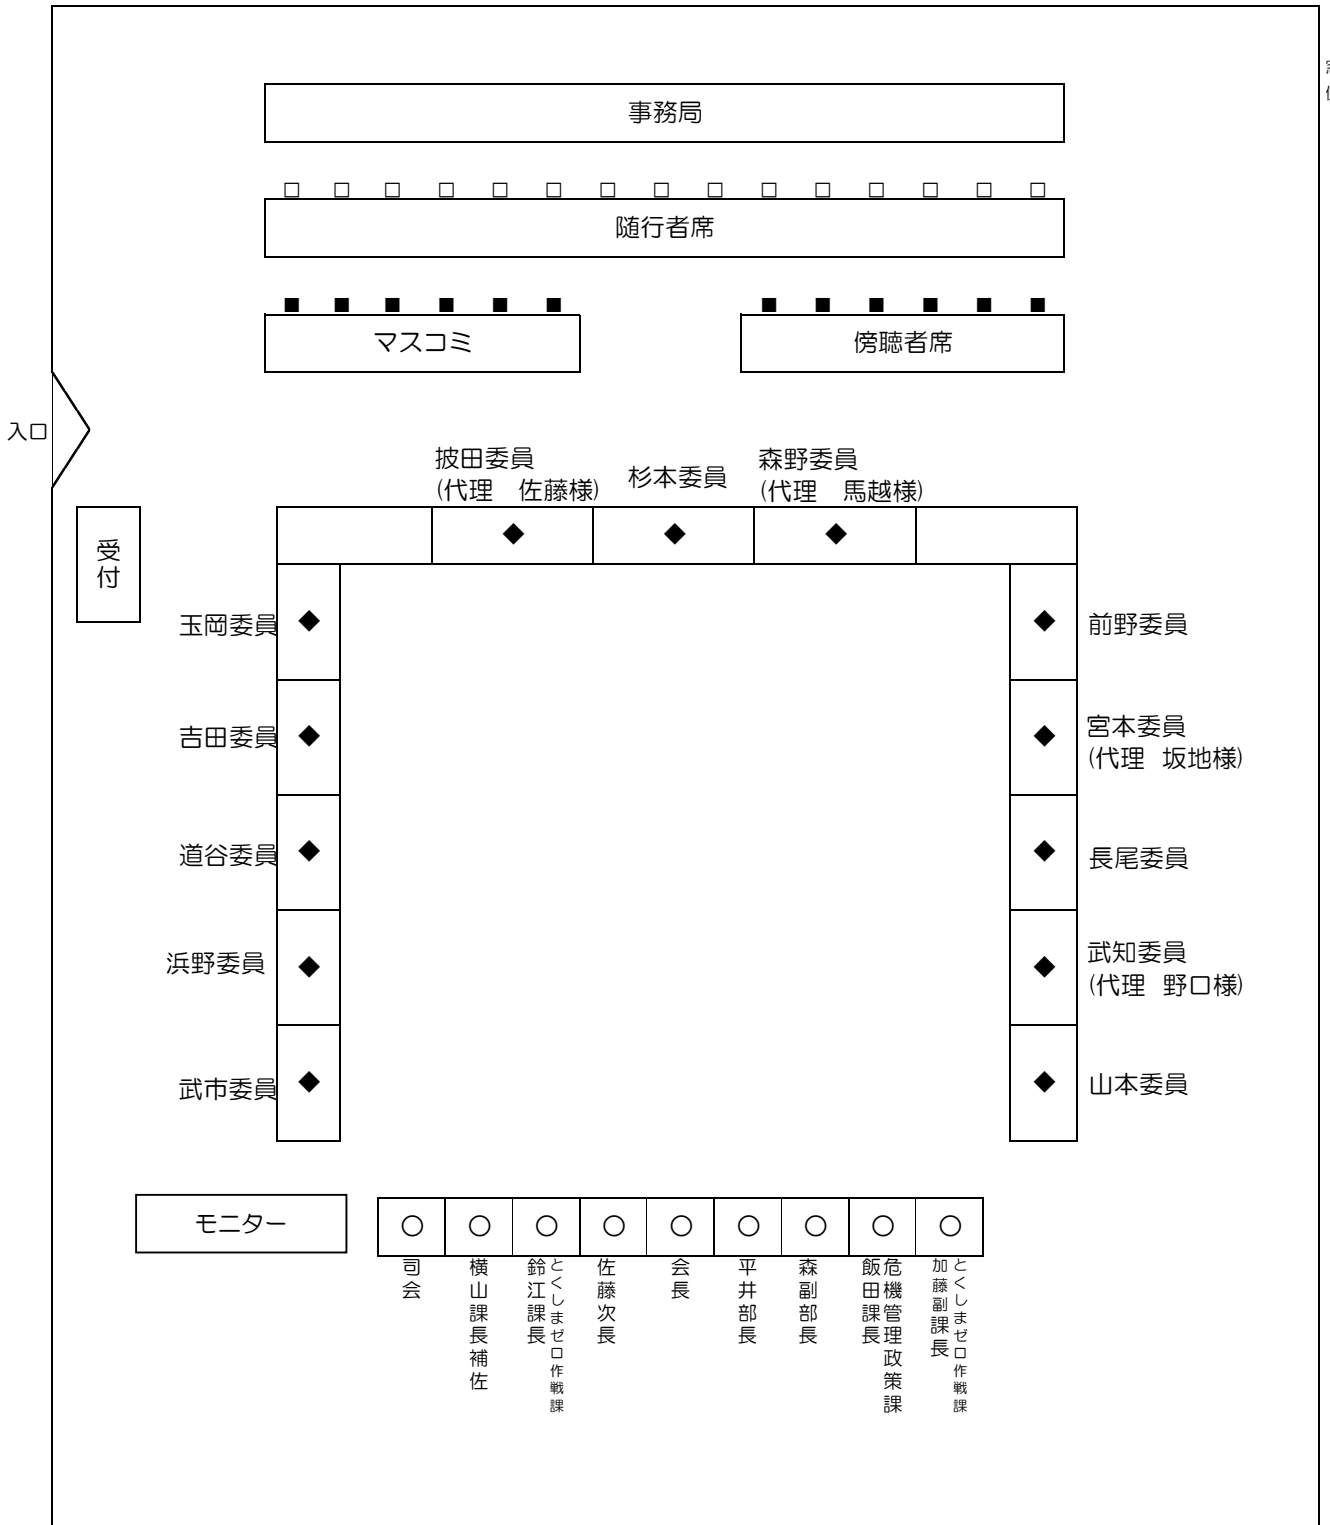 事務局
□ □ □ □ □ □ □ □ □ □ □ □ □ □ □
随行者席
■ ■ ■ ■ ■ ■ ■ ■ ■ ■ ■ ■
マスコミ
傍聴者席
入口
受付
披田委員
(代理 佐藤様)
杉本委員
森野委員
(代理 馬越様)
◆ ◆ ◆
玉岡委員 ◆
吉田委員 ◆
道谷委員 ◆
浜野委員 ◆
武市委員 ◆
◆ 前野委員
◆ 宮本委員
(代理 坂地様)
◆ 長尾委員
◆ 武知委員
(代理 野口様)
◆ 山本委員
モニター
○ ○ ○ ○ ○ ○ ○ ○ ○
司会
横山課長補佐
とくしまゼロ作戦課
鈴江課長
佐藤次長
会長
平井部長
森副部長
危機管理政策課
飯田課長
とくしまゼロ作戦課
加藤副課長